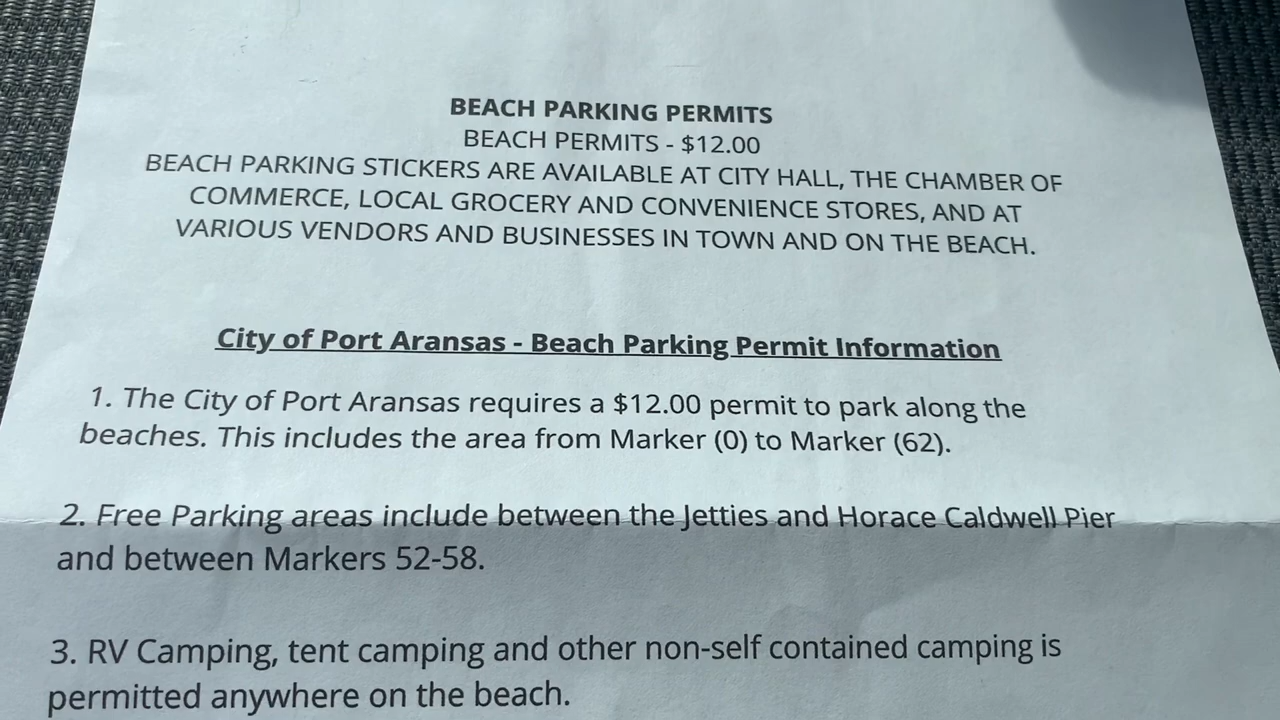 BEACH PARKING PERMITS
BEACH PERMITS - $12.00
BEACH PARKING STICKERS ARE AVAILABLE AT CITY HALL, THE CHAMBER OF
COMMERCE, LOCAL GROCERY AND CONVENIENCE STORES, AND AT
VARIOUS VENDORS AND BUSINESSES IN TOWN AND ON THE BEACH.
City of Port Aransas - Beach Parking Permit Information
1. The City of Port Aransas requires a $12.00 permit to park along the
beaches. This includes the area from Marker (0) to Marker (62).
2. Free Parking areas include between the Jetties and Horace Caldwell Pier
and between Markers 52-58.
3. RV Camping, tent camping and other non-self contained camping is
permitted anywhere on the beach.